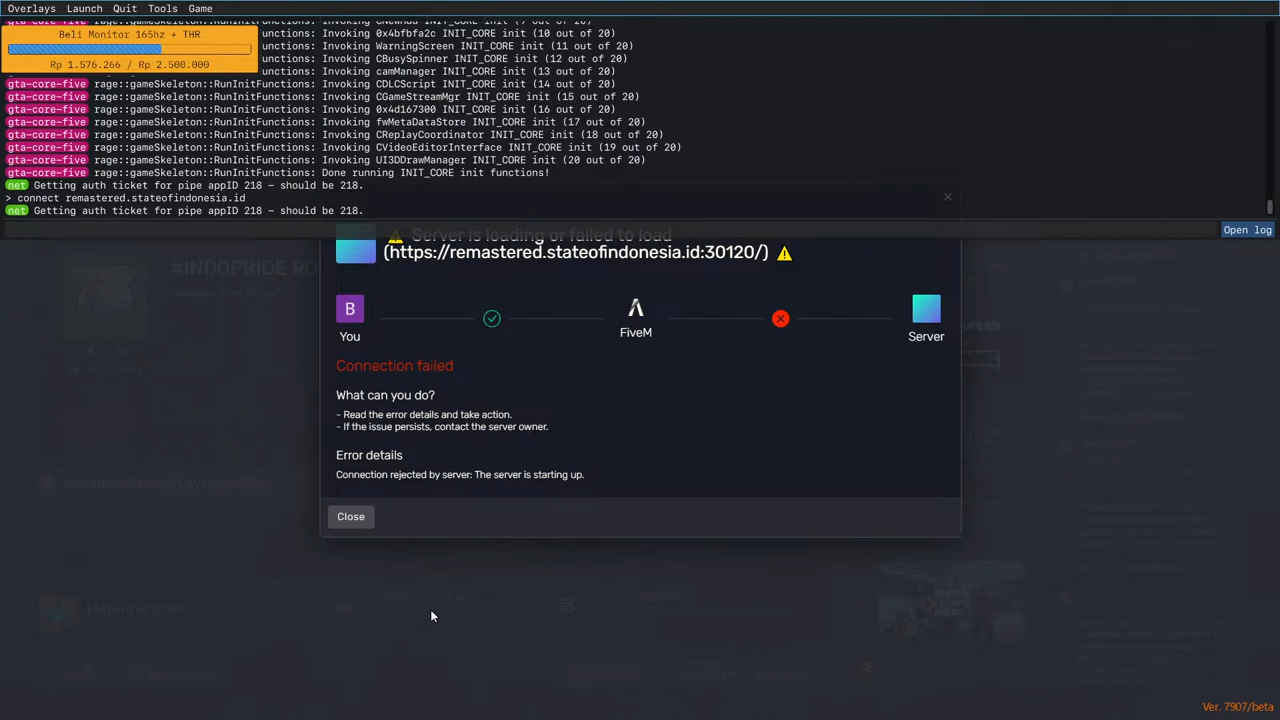 Overlays Launch Quit Tools Game
unctions: Invoking 0x4bfbfa2c INIT_CORE init (10 out of 20)
Beli Monitor 165hz + THR
unctions: Invoking WarningScreen INIT_CORE init (11 out of 20)
unctions: Invoking CBusySpinner INIT_CORE init (12 out of 20)
Rp 1.576.266 / Rp 2.500.000
unctions: Invoking camManager INIT_CORE init (13 out of 20)
gta-core-five rage::gameSkeleton::RunInitFunctions: Invoking CDLCScript INIT_CORE init (14 out of 20)
gta-core-five rage::gameSkeleton::RunInitFunctions: Invoking CGameStreamMgr INIT_CORE init (15 out of 20)
gta-core-five rage::gameSkeleton::RunInitFunctions: Invoking 0x4d167300 INIT_CORE init (16 out of 20)
gta-core-five rage::gameSkeleton::RunInitFunctions: Invoking fwMetaDataStore INIT_CORE init (17 out of 20)
gta-core-five rage::gameSkeleton::RunInitFunctions: Invoking CReplayCoordinator INIT_CORE init (18 out of 20)
gta-core-five rage::gameSkeleton::RunInitFunctions: Invoking CVideoEditorInterface INIT_CORE init (19 out of 20)
gta-core-five rage::gameSkeleton::RunInitFunctions: Invoking UI3DDrawManager INIT_CORE init (20 out of 20)
gta-core-five rage::gameSkeleton::RunInitFunctions: Done running INIT_CORE init functions!
net Getting auth ticket for pipe appID 218 - should be 218.
> connect remastered.stateofindonesia.id
net Getting auth ticket for pipe appID 218 - should be 218.
Open log
Server is loading or failed to load
(https://remastered.stateofindonesia.id:30120/)
#INDOPRIDE RO
B
You
FiveM
Server
Connection failed
What can you do?
- Read the error details and take action.
- If the issue persists, contact the server owner.
Error details
Connection rejected by server: The server is starting up.
Close
Ver. 7907/beta